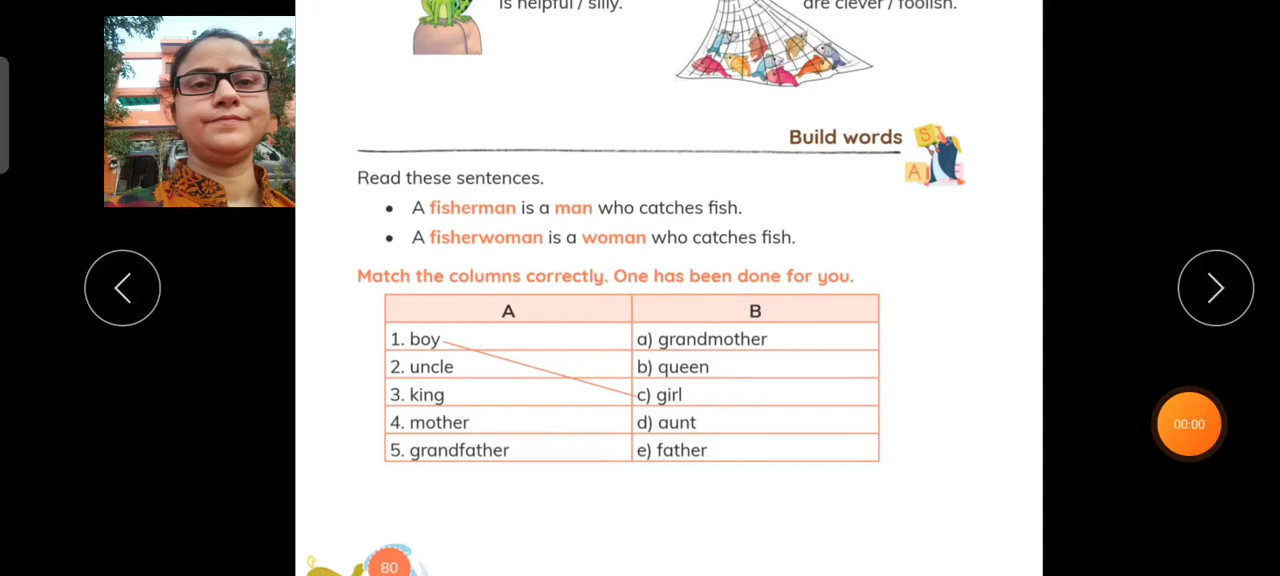 is helpful / silly.
are clever / foolish.
Build words
Read these sentences.
• A fisherman is a man who catches fish.
• A fisherwoman is a woman who catches fish.
Match the columns correctly. One has been done for you.
A B
1. boy a) grandmother
2. uncle b) queen
3. king c) girl
4. mother d) aunt
5. grandfather e) father
80
00:00